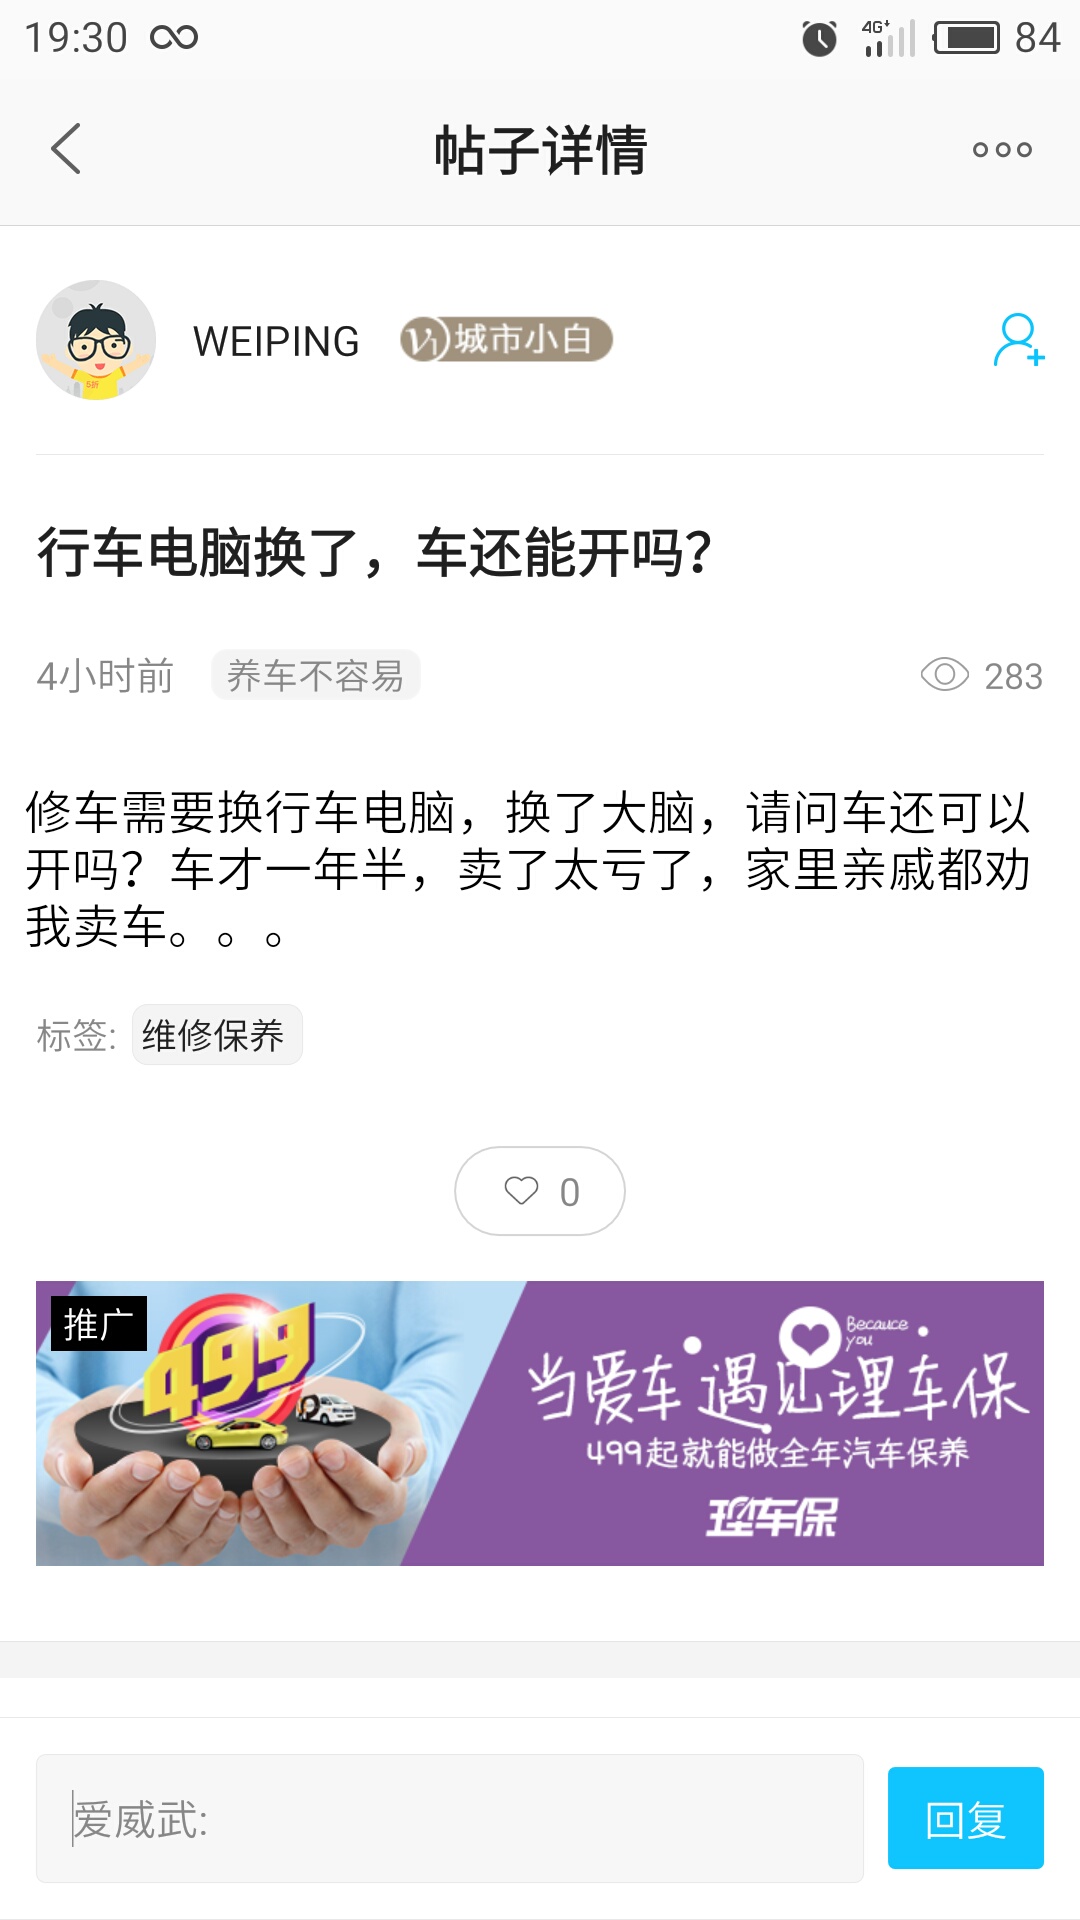 19:30
4G+
84
帖子详情
5折
WEIPING
V1 城市小白
行车电脑换了，车还能开吗？
4小时前
养车不容易
283
修车需要换行车电脑，换了大脑，请问车还可以
开吗？车才一年半，卖了太亏了，家里亲戚都劝
我卖车。。。
标签:
维修保养
0
推广
499
Becauce
you
当爱车遇见理车保
499起就能做全年汽车保养
理车保
爱威武:
回复